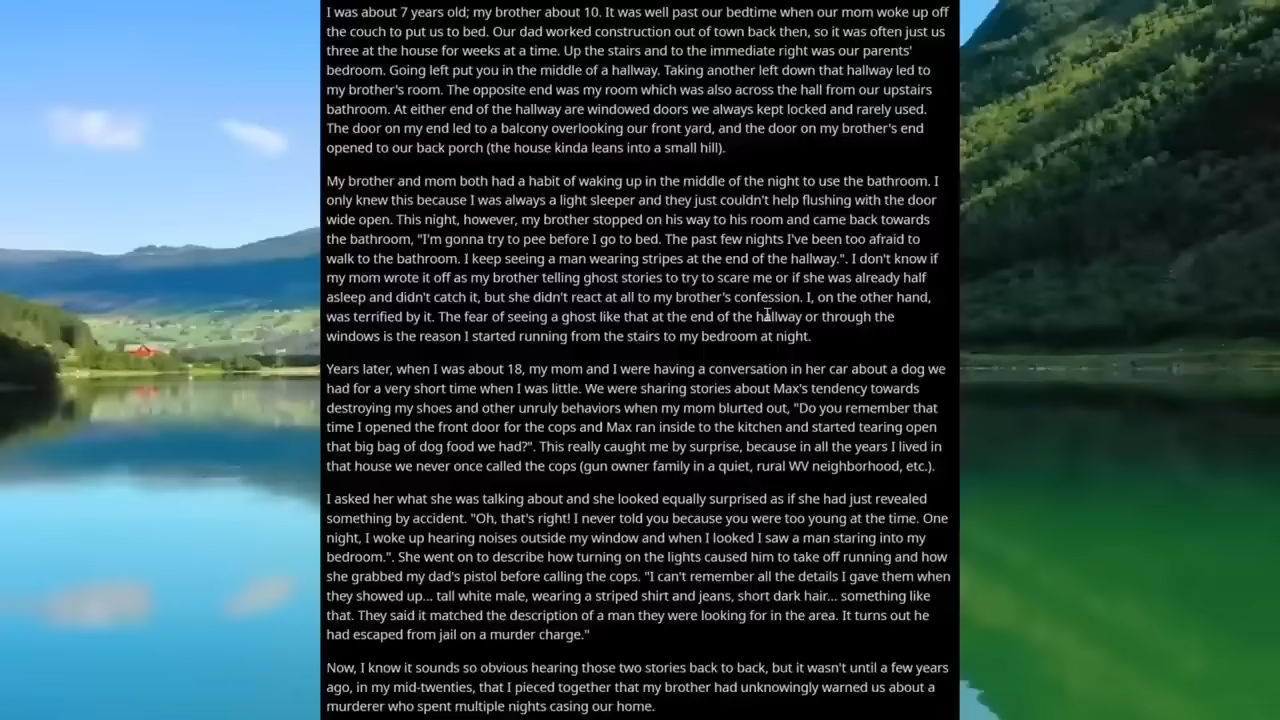 I was about 7 years old; my brother about 10. It was well past our bedtime when our mom woke up off
the couch to put us to bed. Our dad worked construction out of town back then, so it was often just us
three at the house for weeks at a time. Up the stairs and to the immediate right was our parents'
bedroom. Going left put you in the middle of a hallway. Taking another left down that hallway led to
my brother's room. The opposite end was my room which was also across the hall from our upstairs
bathroom. At either end of the hallway are windowed doors we always kept locked and rarely used.
The door on my end led to a balcony overlooking our front yard, and the door on my brother's end
opened to our back porch (the house kinda leans into a small hill).
My brother and mom both had a habit of waking up in the middle of the night to use the bathroom. I
only knew this because I was always a light sleeper and they just couldn't help flushing with the door
wide open. This night, however, my brother stopped on his way to his room and came back towards
the bathroom, "I'm gonna try to pee before I go to bed. The past few nights I've been too afraid to
walk to the bathroom. I keep seeing a man wearing stripes at the end of the hallway.". I don't know if
my mom wrote it off as my brother telling ghost stories to try to scare me or if she was already half
asleep and didn't catch it, but she didn't react at all to my brother's confession. I, on the other hand,
was terrified by it. The fear of seeing a ghost like that at the end of the hallway or through the
windows is the reason I started running from the stairs to my bedroom at night.
Years later, when I was about 18, my mom and I were having a conversation in her car about a dog we
had for a very short time when I was little. We were sharing stories about Max's tendency towards
destroying my shoes and other unruly behaviors when my mom blurted out, "Do you remember that
time I opened the front door for the cops and Max ran inside to the kitchen and started tearing open
that big bag of dog food we had?". This really caught me by surprise, because in all the years I lived in
that house we never once called the cops (gun owner family in a quiet, rural WV neighborhood, etc.).
I asked her what she was talking about and she looked equally surprised as if she had just revealed
something by accident. "Oh, that's right! I never told you because you were too young at the time. One
night, I woke up hearing noises outside my window and when I looked I saw a man staring into my
bedroom.". She went on to describe how turning on the lights caused him to take off running and how
she grabbed my dad's pistol before calling the cops. "I can't remember all the details I gave them when
they showed up... tall white male, wearing a striped shirt and jeans, short dark hair... something like
that. They said it matched the description of a man they were looking for in the area. It turns out he
had escaped from jail on a murder charge."
Now, I know it sounds so obvious hearing those two stories back to back, but it wasn't until a few years
ago, in my mid-twenties, that I pieced together that my brother had unknowingly warned us about a
murderer who spent multiple nights casing our home.